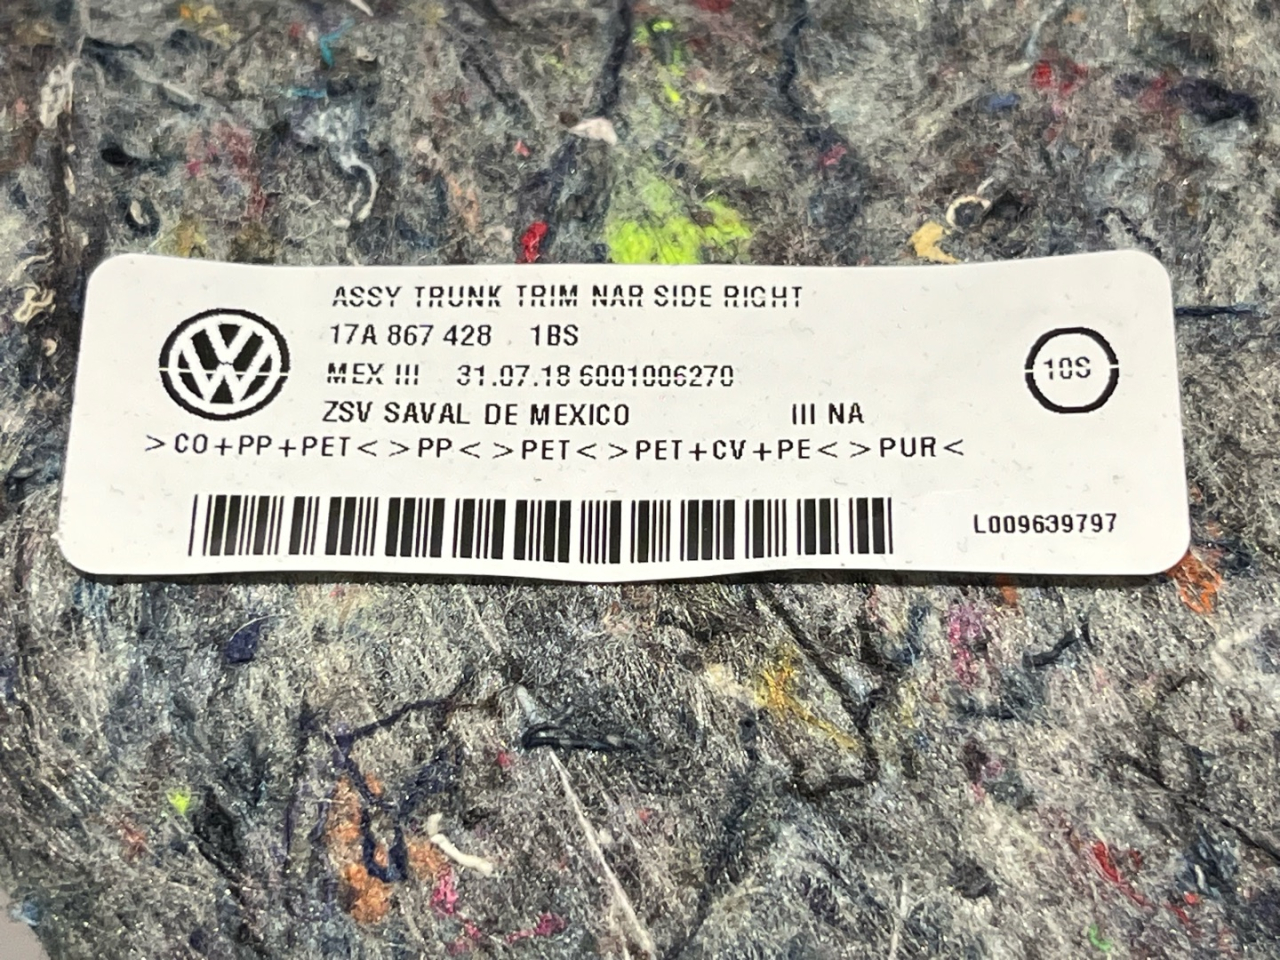 ASSY TRUNK TRIM NAR SIDE RIGHT
17A 867 428 1BS
MEX III 31.07.18 6001006270
10S
ZSV SAVAL DE MEXICO III NA
>CO+PP+PET< >PP< >PET< >PET+CV+PE< >PUR<
L009639797